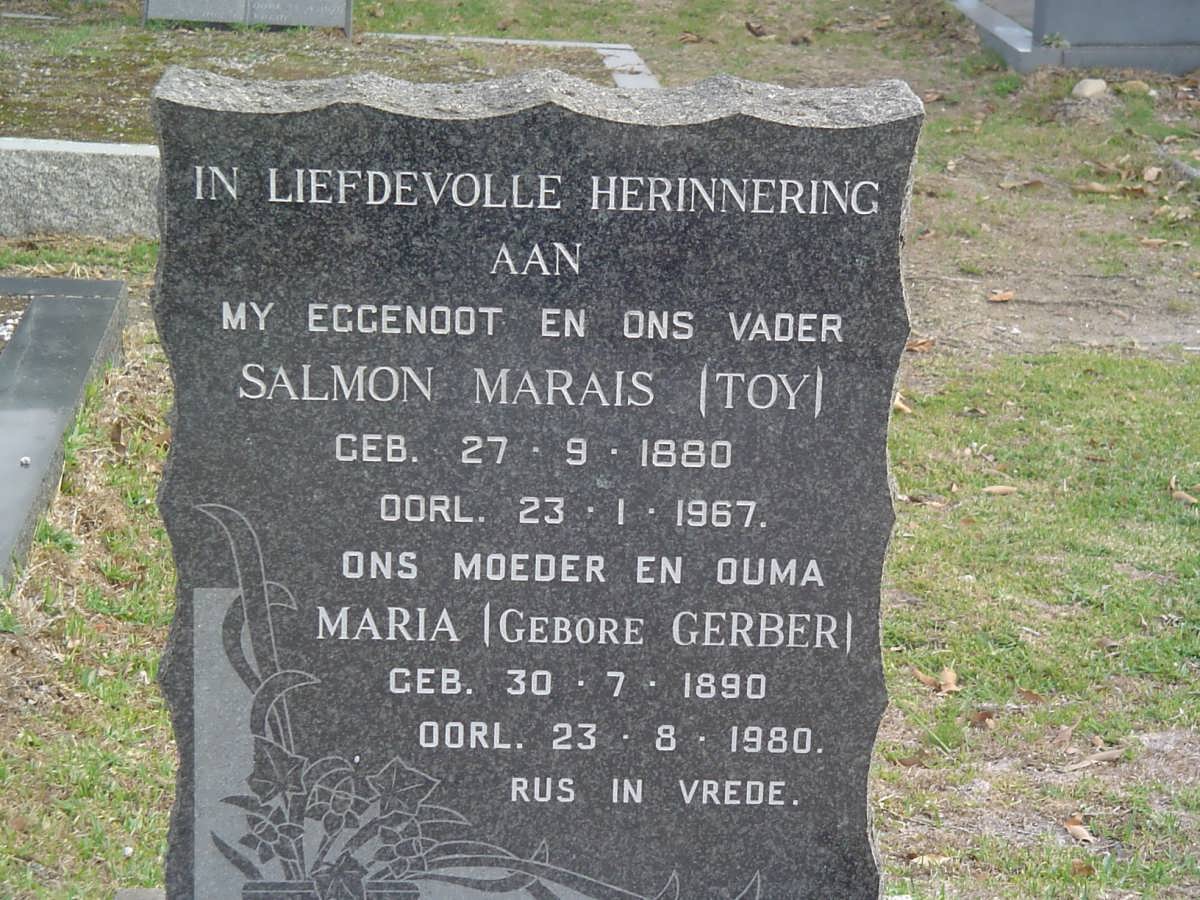 IN LIEFDEVOLLE HERINNERING
AAN
MY EGGENOOT EN ONS VADER
SALMON MARAIS (TOY)
GEB. 27 · 9 · 1880
OORL. 23 · 1 · 1967.
ONS MOEDER EN OUMA
MARIA (GEBORE GERBER)
GEB. 30 · 7 · 1890
OORL. 23 · 8 · 1980.
RUS IN VREDE.